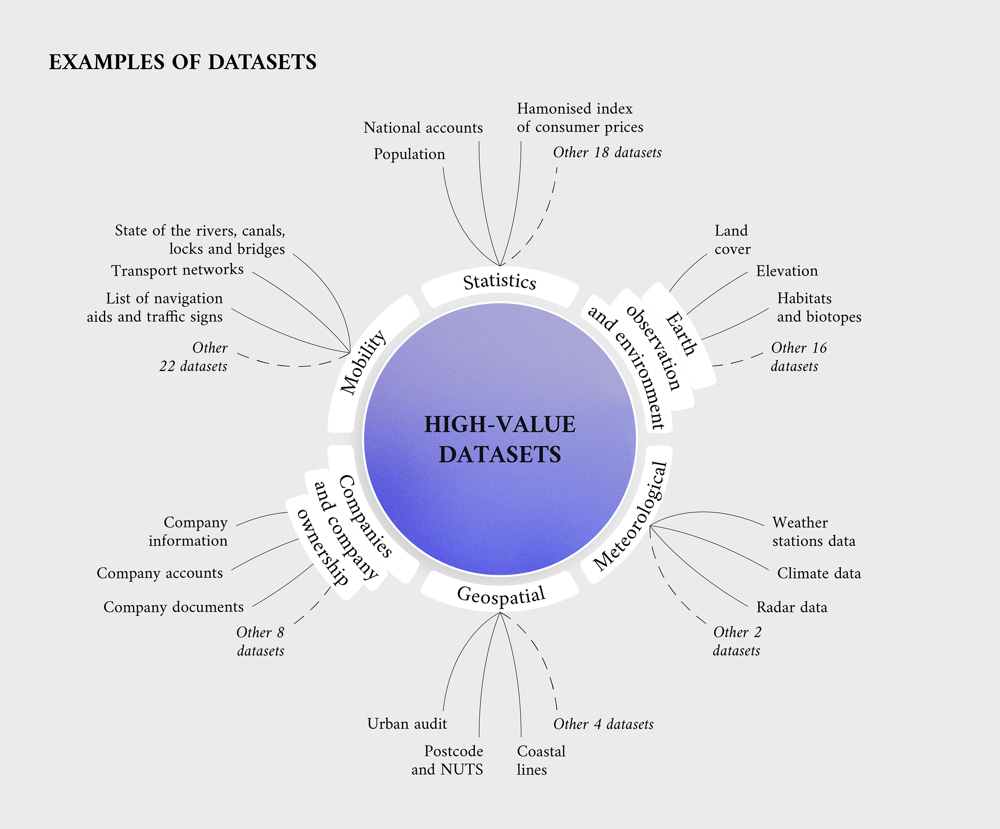 EXAMPLES OF DATASETS
Hamonised index
of consumer prices
National accounts
Population
Other 18 datasets
Statistics
State of the rivers, canals,
locks and bridges
Transport networks
List of navigation
aids and traffic signs
Other
22 datasets
Mobility
Land
cover
Elevation
Habitats
and biotopes
Other 16
datasets
Earth
observation
and environment
HIGH-VALUE
DATASETS
Companies
and company
ownership
Company
information
Company accounts
Company documents
Other 8
datasets
Meteorological
Weather
stations data
Climate data
Radar data
Other 2
datasets
Geospatial
Urban audit
Postcode
and NUTS
Coastal
lines
Other 4 datasets